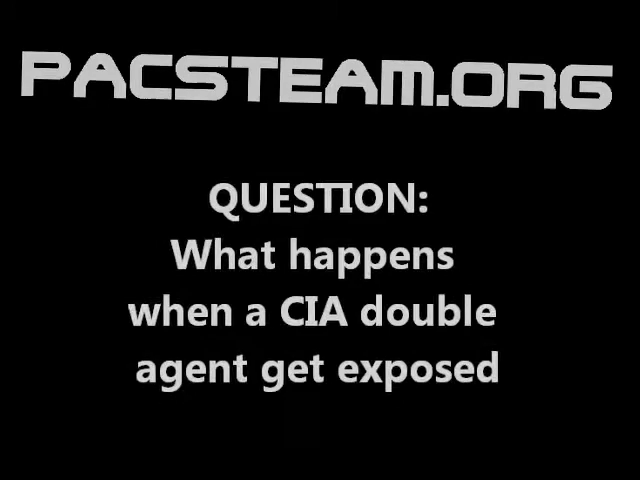 PACSTEAM.ORG
QUESTION:
What happens
when a CIA double
agent get exposed